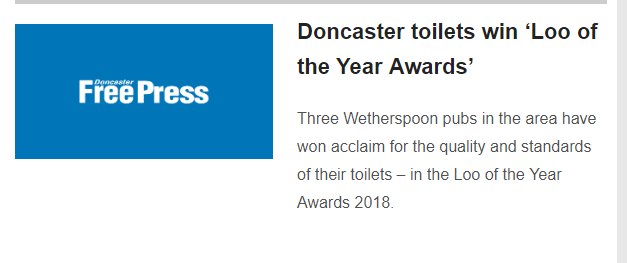 Doncaster
Free Press
Doncaster toilets win ‘Loo of
the Year Awards’
Three Wetherspoon pubs in the area have
won acclaim for the quality and standards
of their toilets – in the Loo of the Year
Awards 2018.